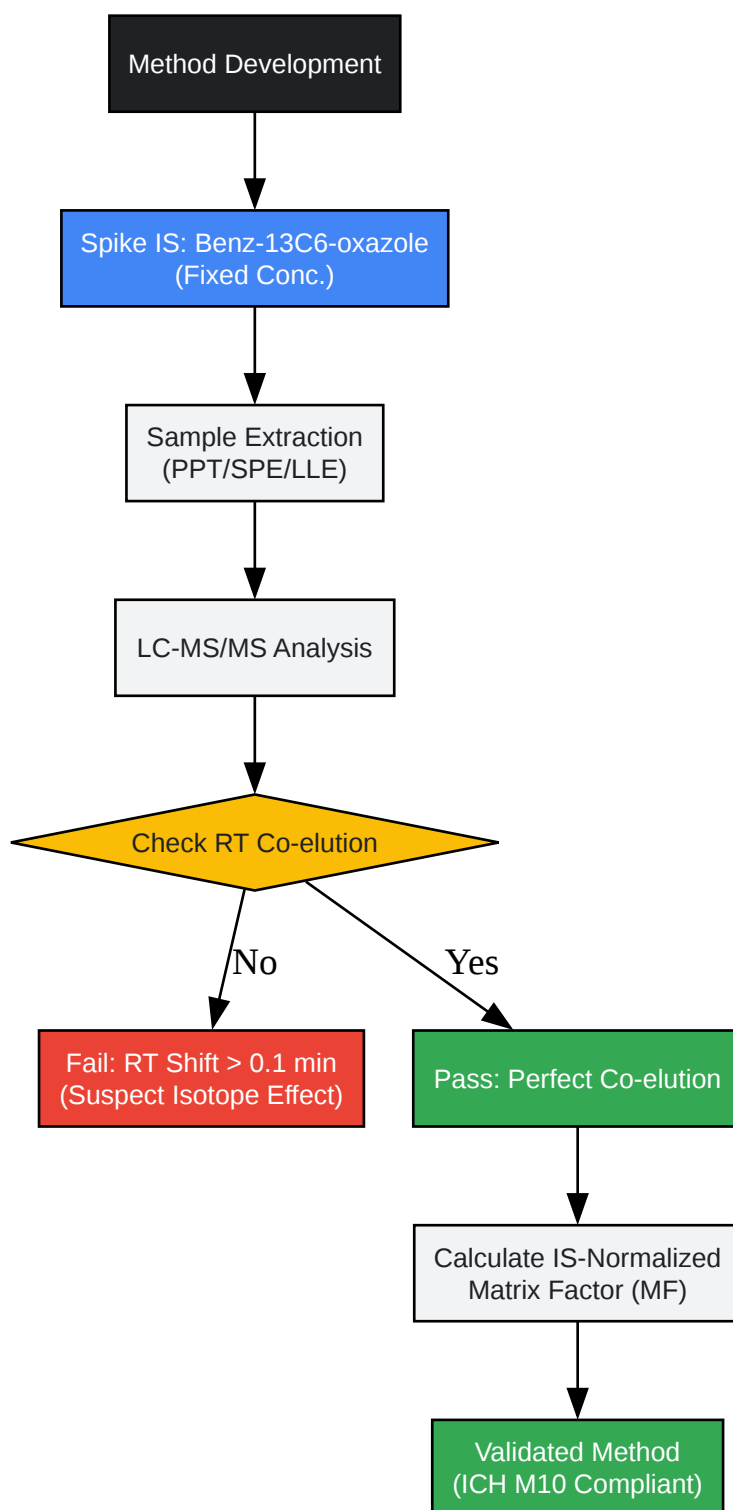 Method Development
Spike IS: Benz-13C6-oxazole
(Fixed Conc.)
Sample Extraction
(PPT/SPE/LLE)
LC-MS/MS Analysis
Check RT Co-elution
No
Yes
Fail: RT Shift > 0.1 min
(Suspect Isotope Effect)
Pass: Perfect Co-elution
Calculate IS-Normalized
Matrix Factor (MF)
Validated Method
(ICH M10 Compliant)